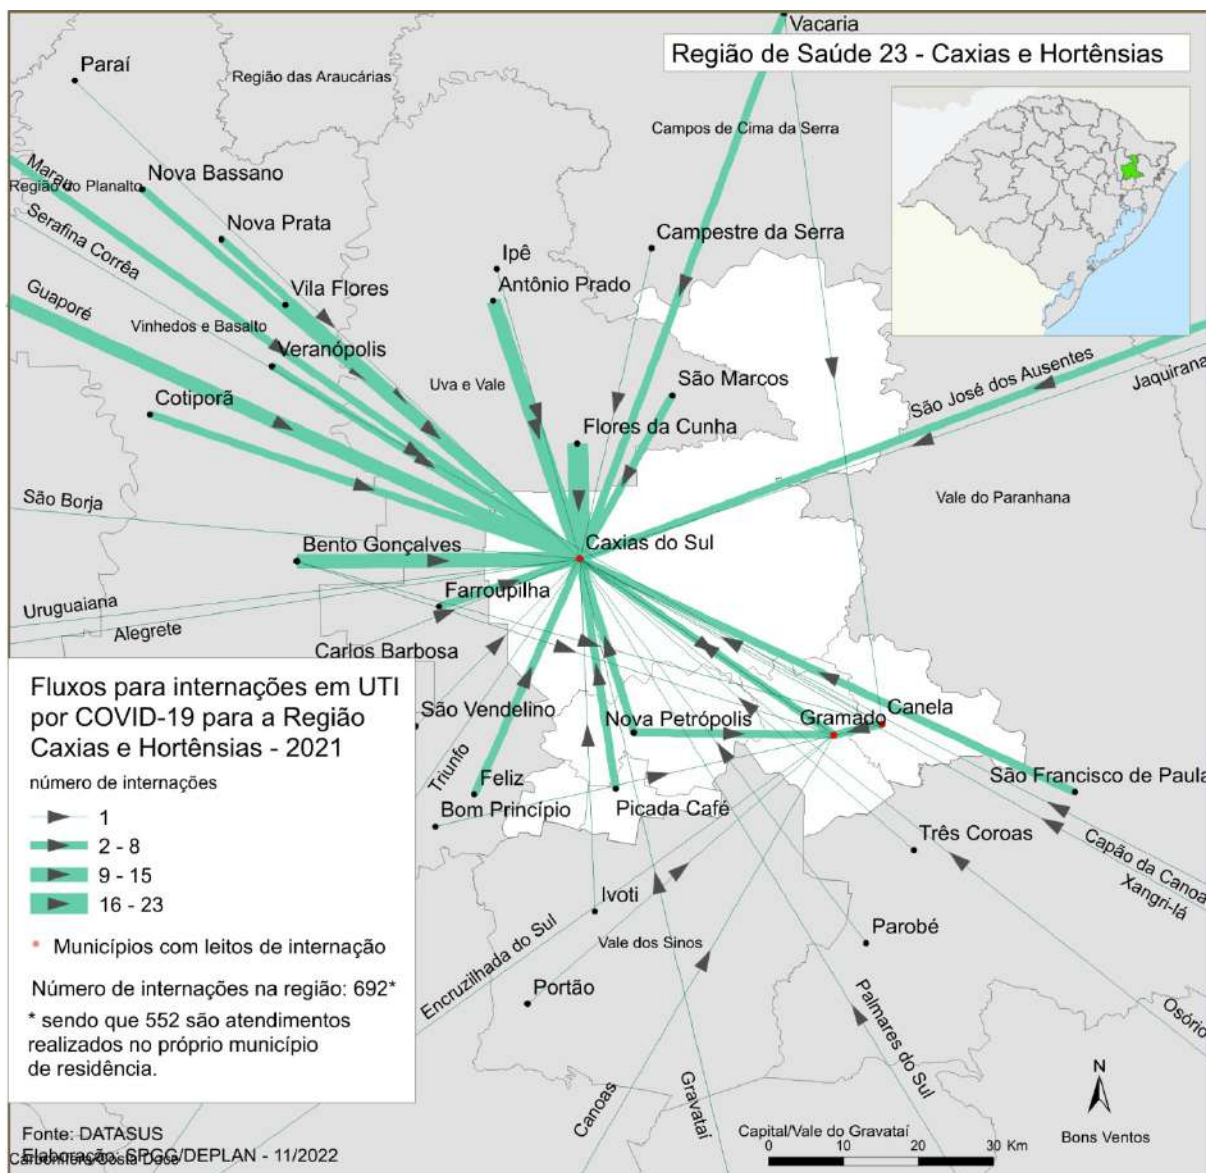 Vacaria
Região de Saúde 23 - Caxias e Hortênsias
Paraí
Região das Araucárias
Campos de Cima da Serra
Marau
Nova Bassano
Região do Planalto
Serafina Corrêa
Nova Prata
Campestre da Serra
Ipê
Antônio Prado
Guaporé
Vila Flores
Vinhedos e Basalto
Veranópolis
Uva e Vale
São Marcos
São José dos Ausentes
Jaquirana
Cotiporã
Flores da Cunha
São Borja
Vale do Paranhana
Bento Gonçalves
Caxias do Sul
Farroupilha
Uruguaiana
Alegrete
Carlos Barbosa
Fluxos para internações em UTI
por COVID-19 para a Região
Caxias e Hortênsias - 2021
número de internações
1
2 - 8
9 - 15
16 - 23
Municípios com leitos de internação
Número de internações na região: 692*
* sendo que 552 são atendimentos
realizados no próprio município
de residência.
São Vendelino
Nova Petrópolis
Gramado
Canela
Triunfo
Feliz
Bom Princípio
Picada Café
São Francisco de Paula
Três Coroas
Capão da Canoa
Xangri-lá
Ivoti
Encruzilhada do Sul
Vale dos Sinos
Parobé
Portão
Palmares do Sul
Osório
Canoas
Gravataí
N
Bons Ventos
Capital/Vale do Gravataí
0 10 20 30 Km
Fonte: DATASUS
Elaboração: SPGG/DEPLAN - 11/2022
Carbonífera/Costa Doce